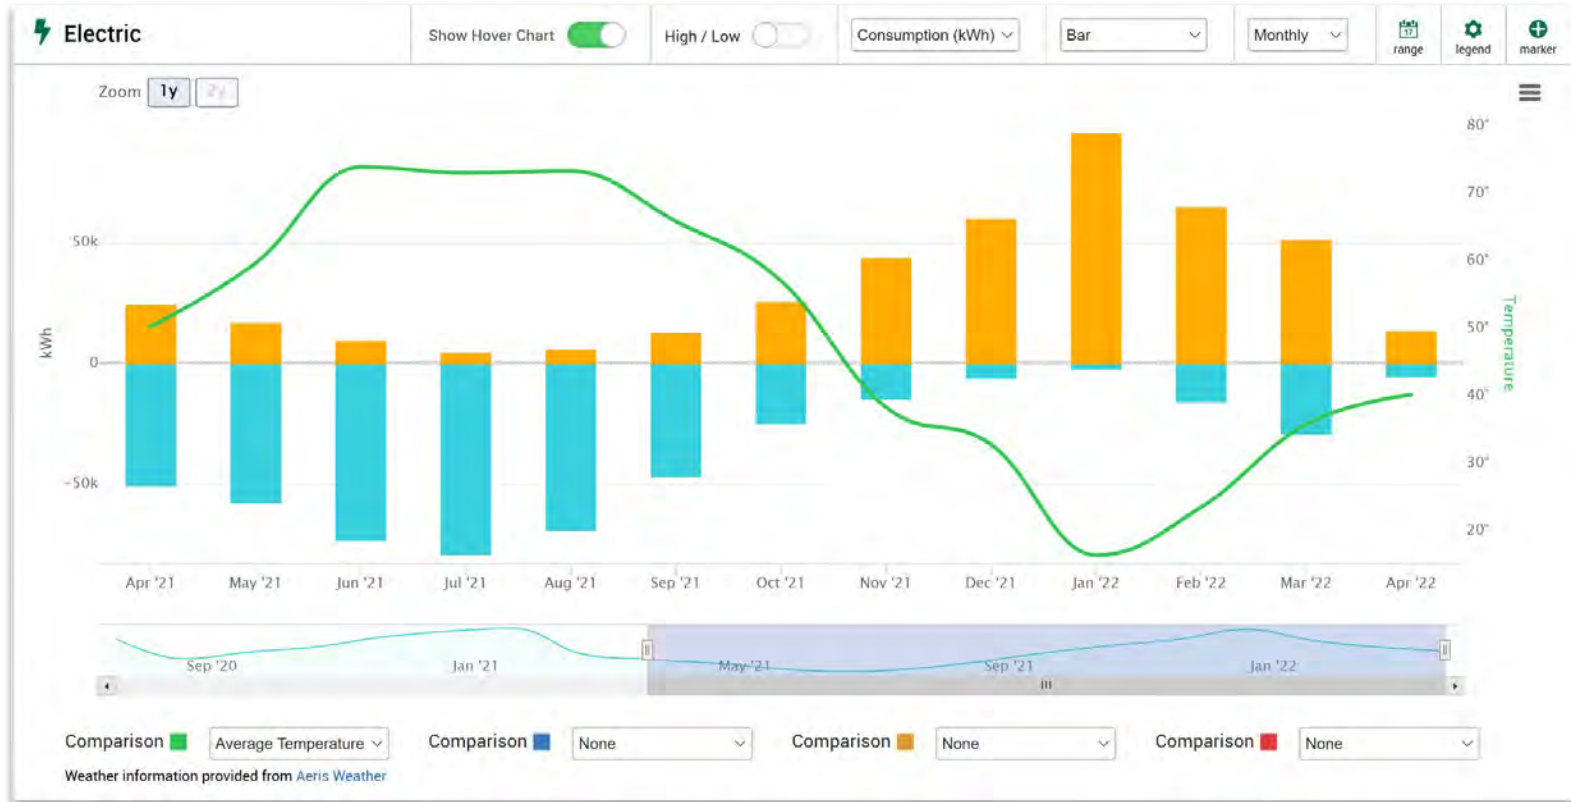 Electric
Show Hover Chart
High / Low
Consumption (kWh)
Bar
Monthly
17
range
legend
marker
Zoom 1y 2y
80°
70°
60°
50°
40°
30°
20°
Temperature
50k
0
-50k
kWh
Apr '21 May '21 Jun '21 Jul '21 Aug '21 Sep '21 Oct '21 Nov '21 Dec '21 Jan '22 Feb '22 Mar '22 Apr '22
Sep '20 Jan '21 May '21 Sep '21 Jan '22
Comparison Average Temperature Comparison None Comparison None Comparison None
Weather information provided from Aeris Weather